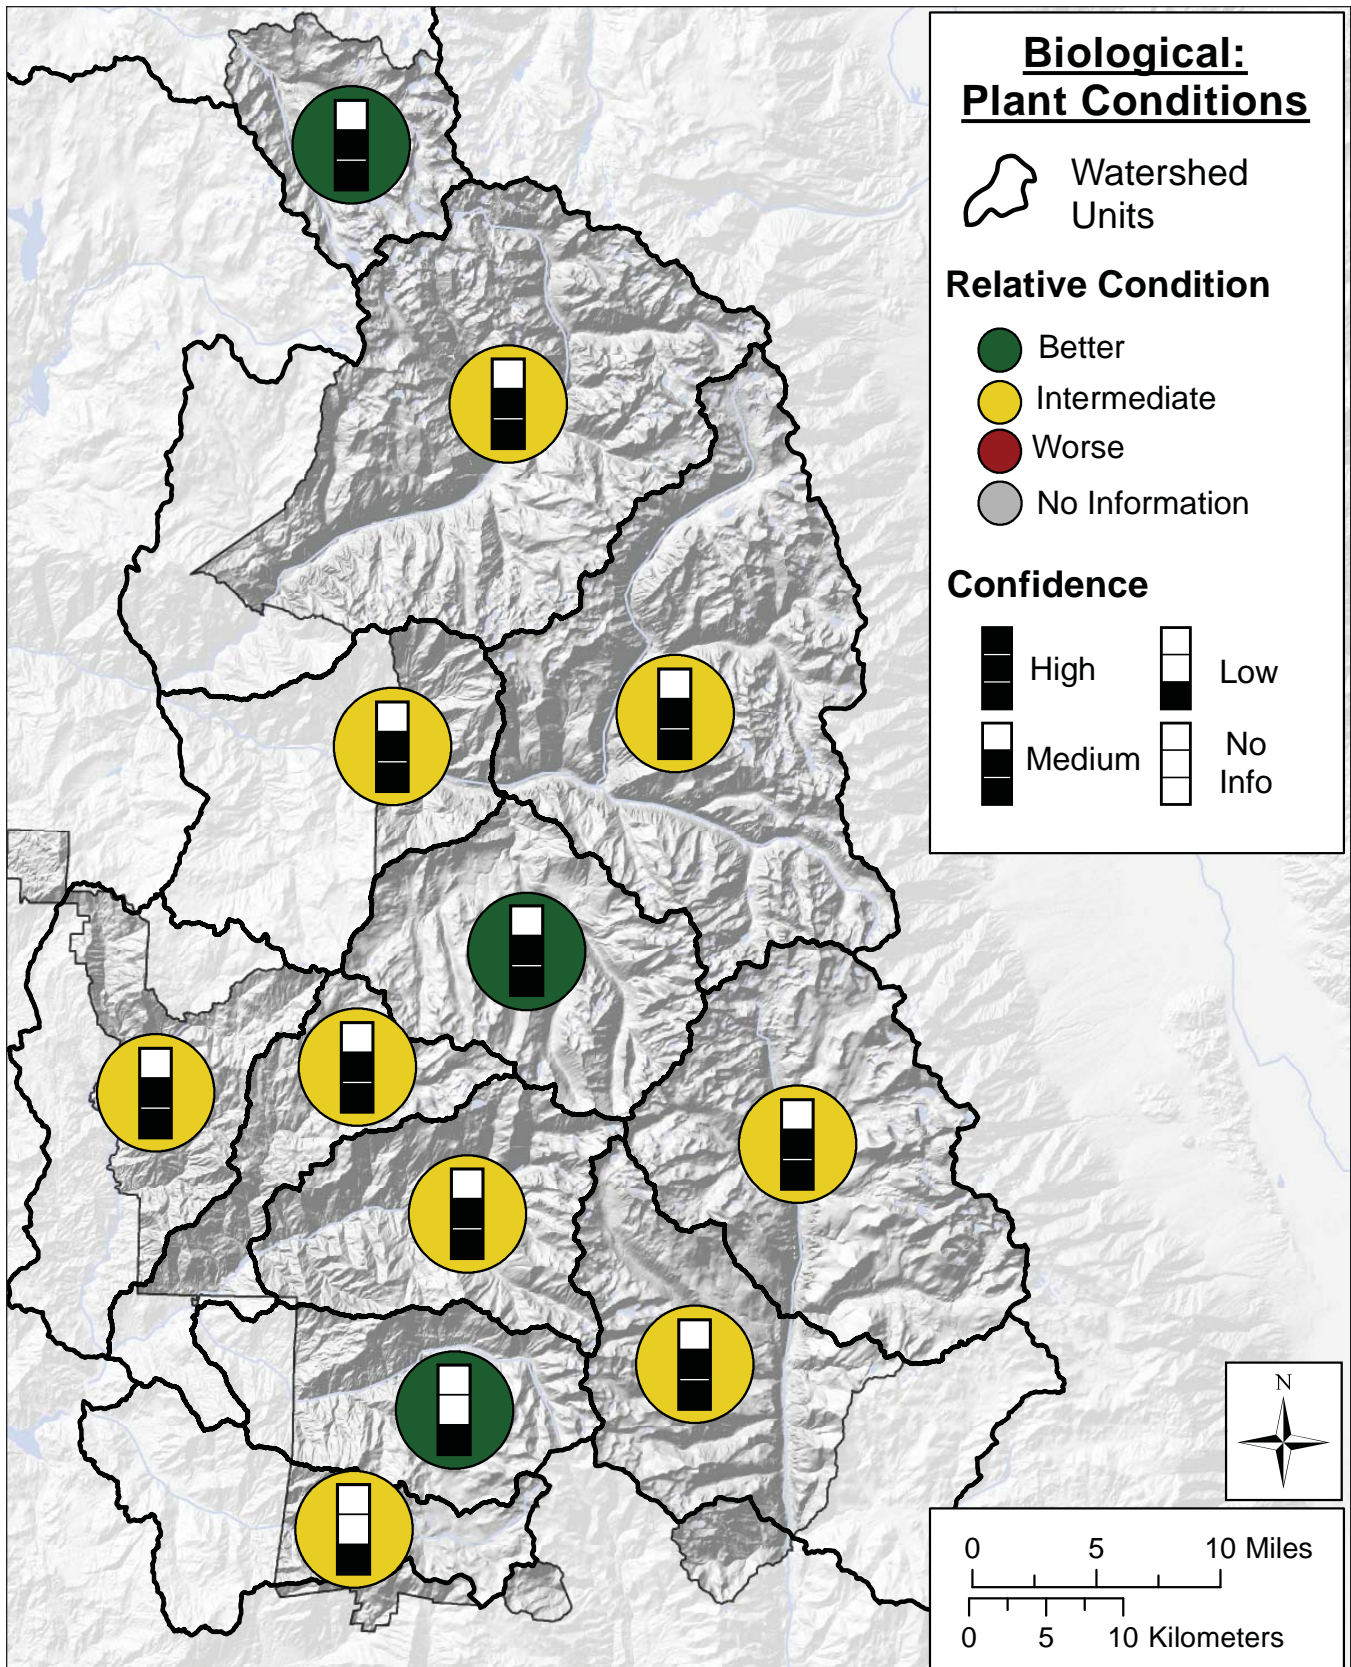 Biological:
Plant Conditions
Watershed
Units
Relative Condition
Better
Intermediate
Worse
No Information
Confidence
High
Low
Medium
No
Info
N
0 5 10 Miles
0 5 10 Kilometers